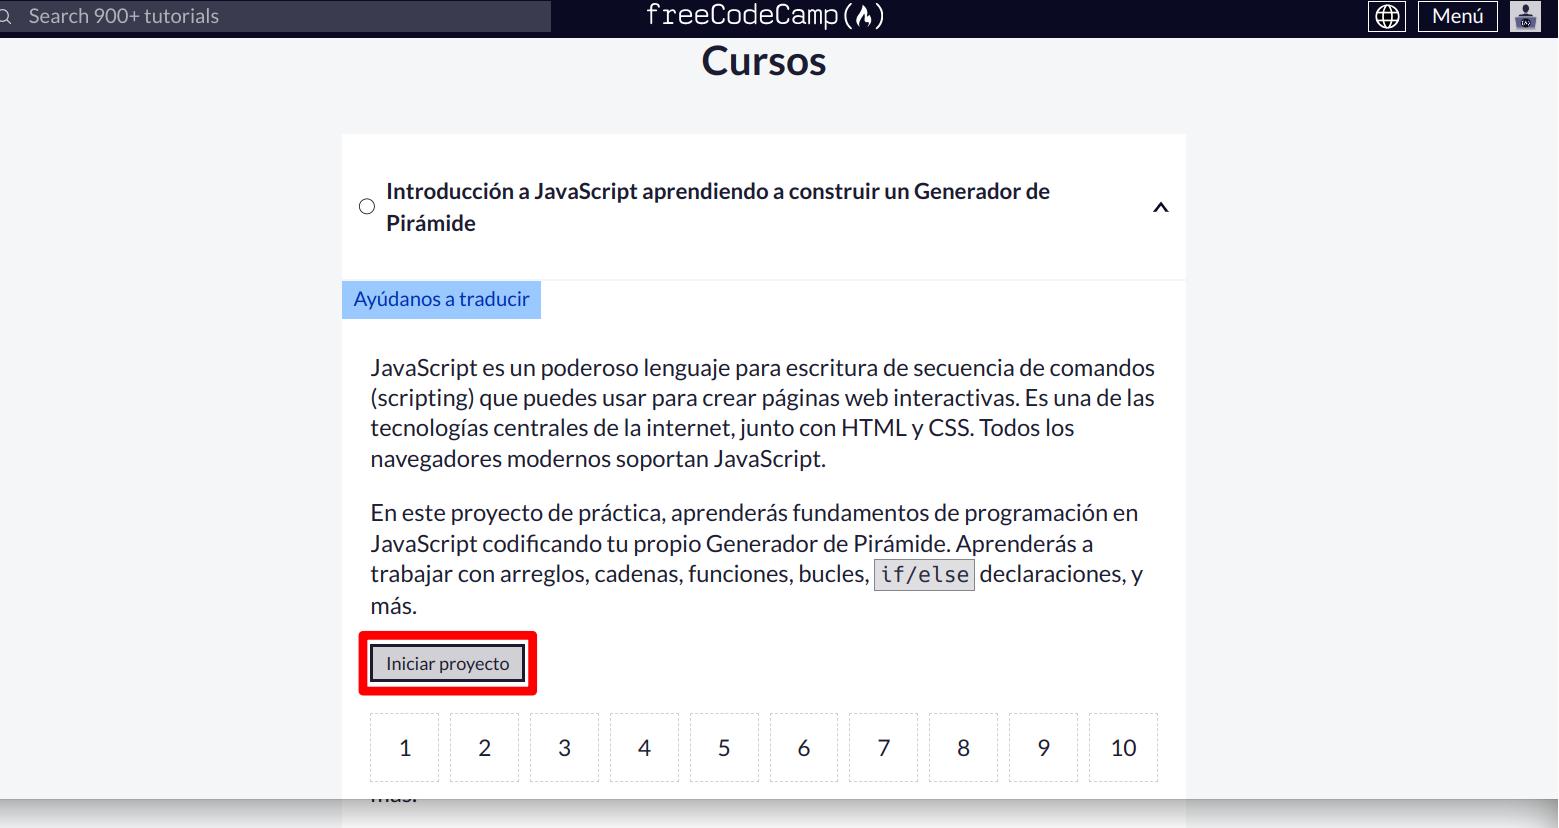 Search 900+ tutorials
freeCodeCamp
Menú
Cursos
Introducción a JavaScript aprendiendo a construir un Generador de
Pirámide
Ayúdanos a traducir
JavaScript es un poderoso lenguaje para escritura de secuencia de comandos
(scripting) que puedes usar para crear páginas web interactivas. Es una de las
tecnologías centrales de la internet, junto con HTML y CSS. Todos los
navegadores modernos soportan JavaScript.
En este proyecto de práctica, aprenderás fundamentos de programación en
JavaScript codificando tu propio Generador de Pirámide. Aprenderás a
trabajar con arreglos, cadenas, funciones, bucles, if/else declaraciones, y
más.
Iniciar proyecto
1 2 3 4 5 6 7 8 9 10